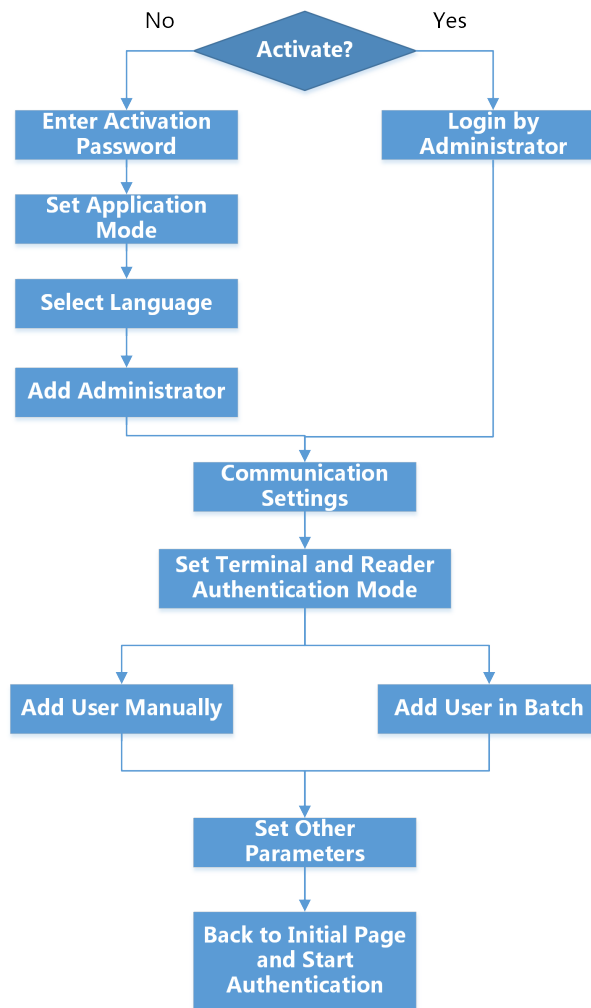 No
Yes
Activate?
Enter Activation
Password
Login by
Administrator
Set Application
Mode
Select Language
Add Administrator
Communication
Settings
Set Terminal and Reader
Authentication Mode
Add User Manually
Add User in Batch
Set Other
Parameters
Back to Initial Page
and Start
Authentication